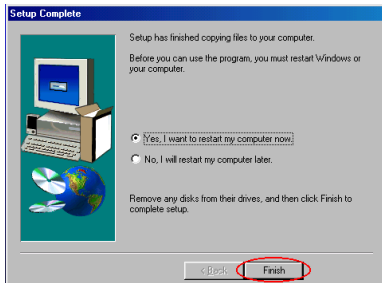 Setup Complete
Setup has finished copying files to your computer.
Before you can use the program, you must restart Windows or
your computer.
Yes, I want to restart my computer now.
No, I will restart my computer later.
Remove any disks from their drives, and then click Finish to
complete setup.
< Back
Finish